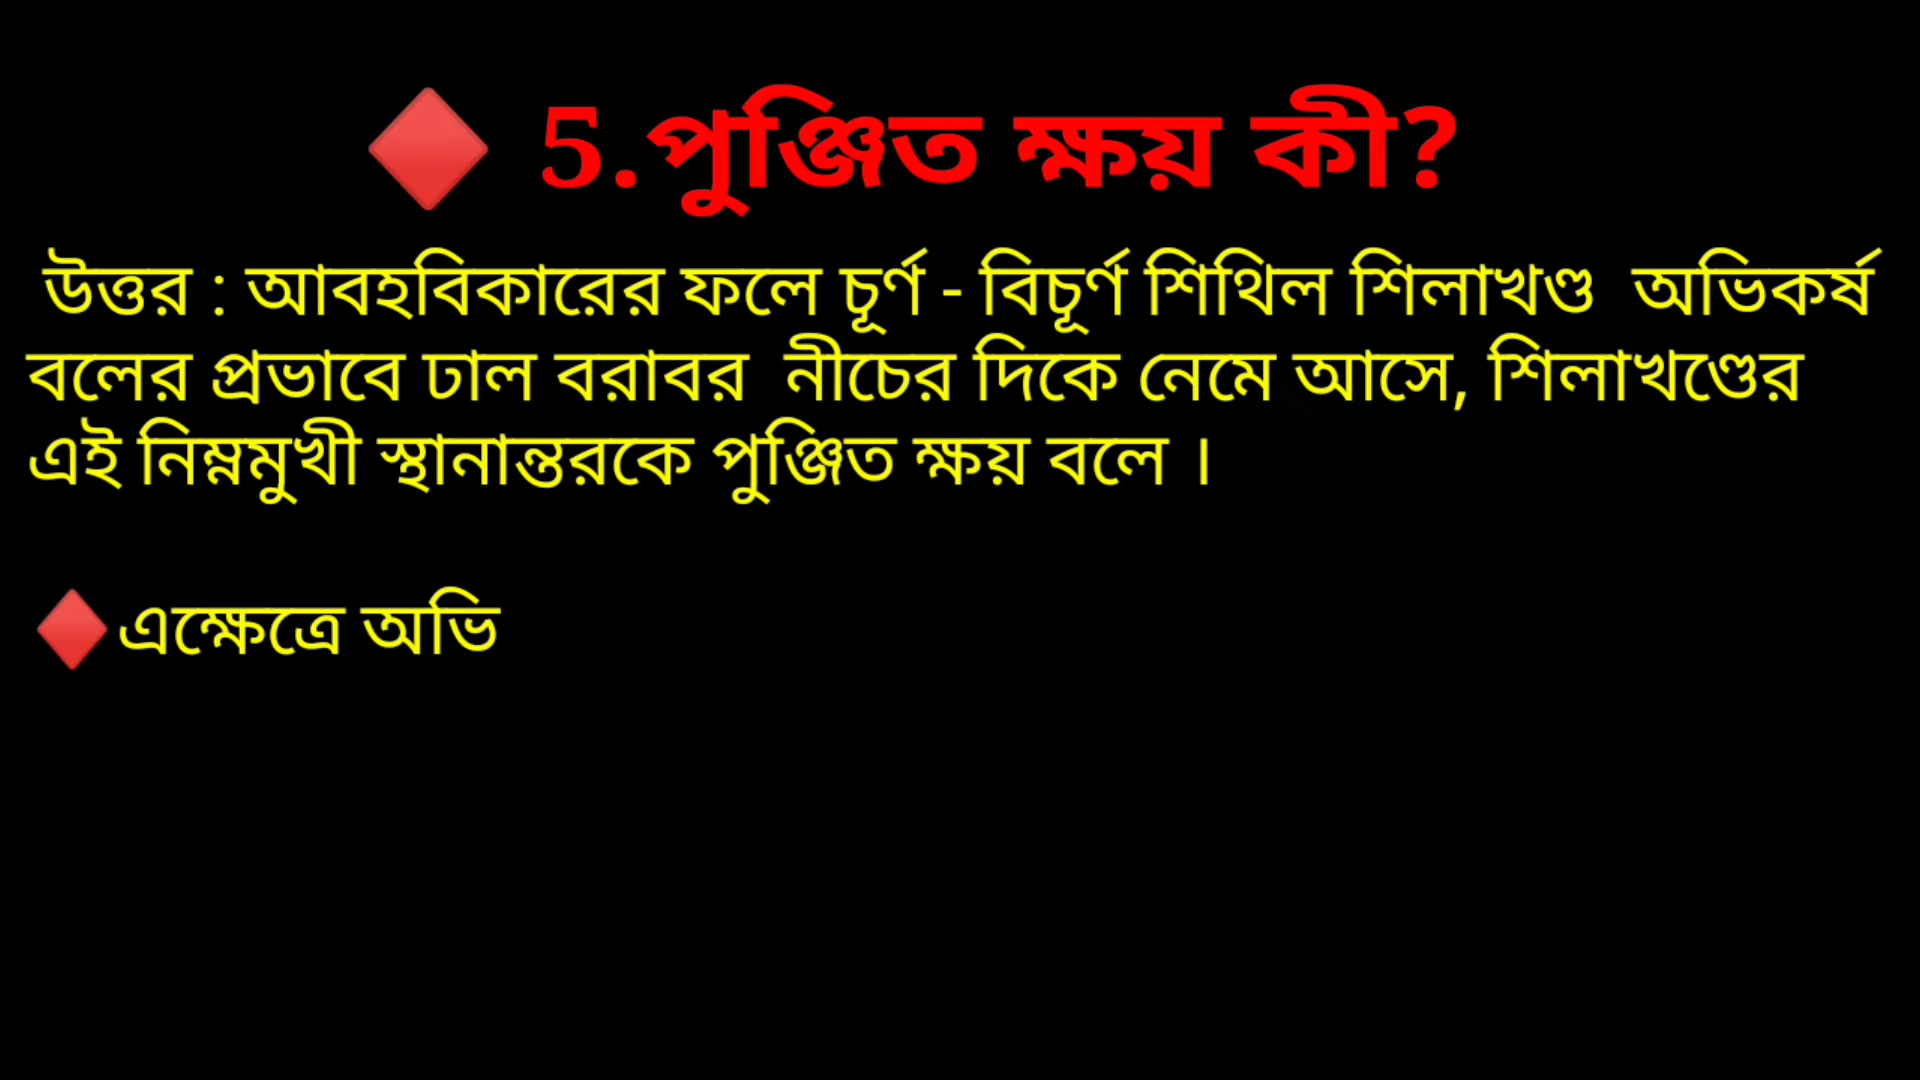 ♦ 5.পুঞ্জিত ক্ষয় কী?
উত্তর : আবহবিকারের ফলে চূর্ণ - বিচূর্ণ শিথিল শিলাখণ্ড অভিকর্ষ
বলের প্রভাবে ঢাল বরাবর নীচের দিকে নেমে আসে, শিলাখণ্ডের
এই নিম্নমুখী স্থানান্তরকে পুঞ্জিত ক্ষয় বলে ।
♦এক্ষেত্রে অভি